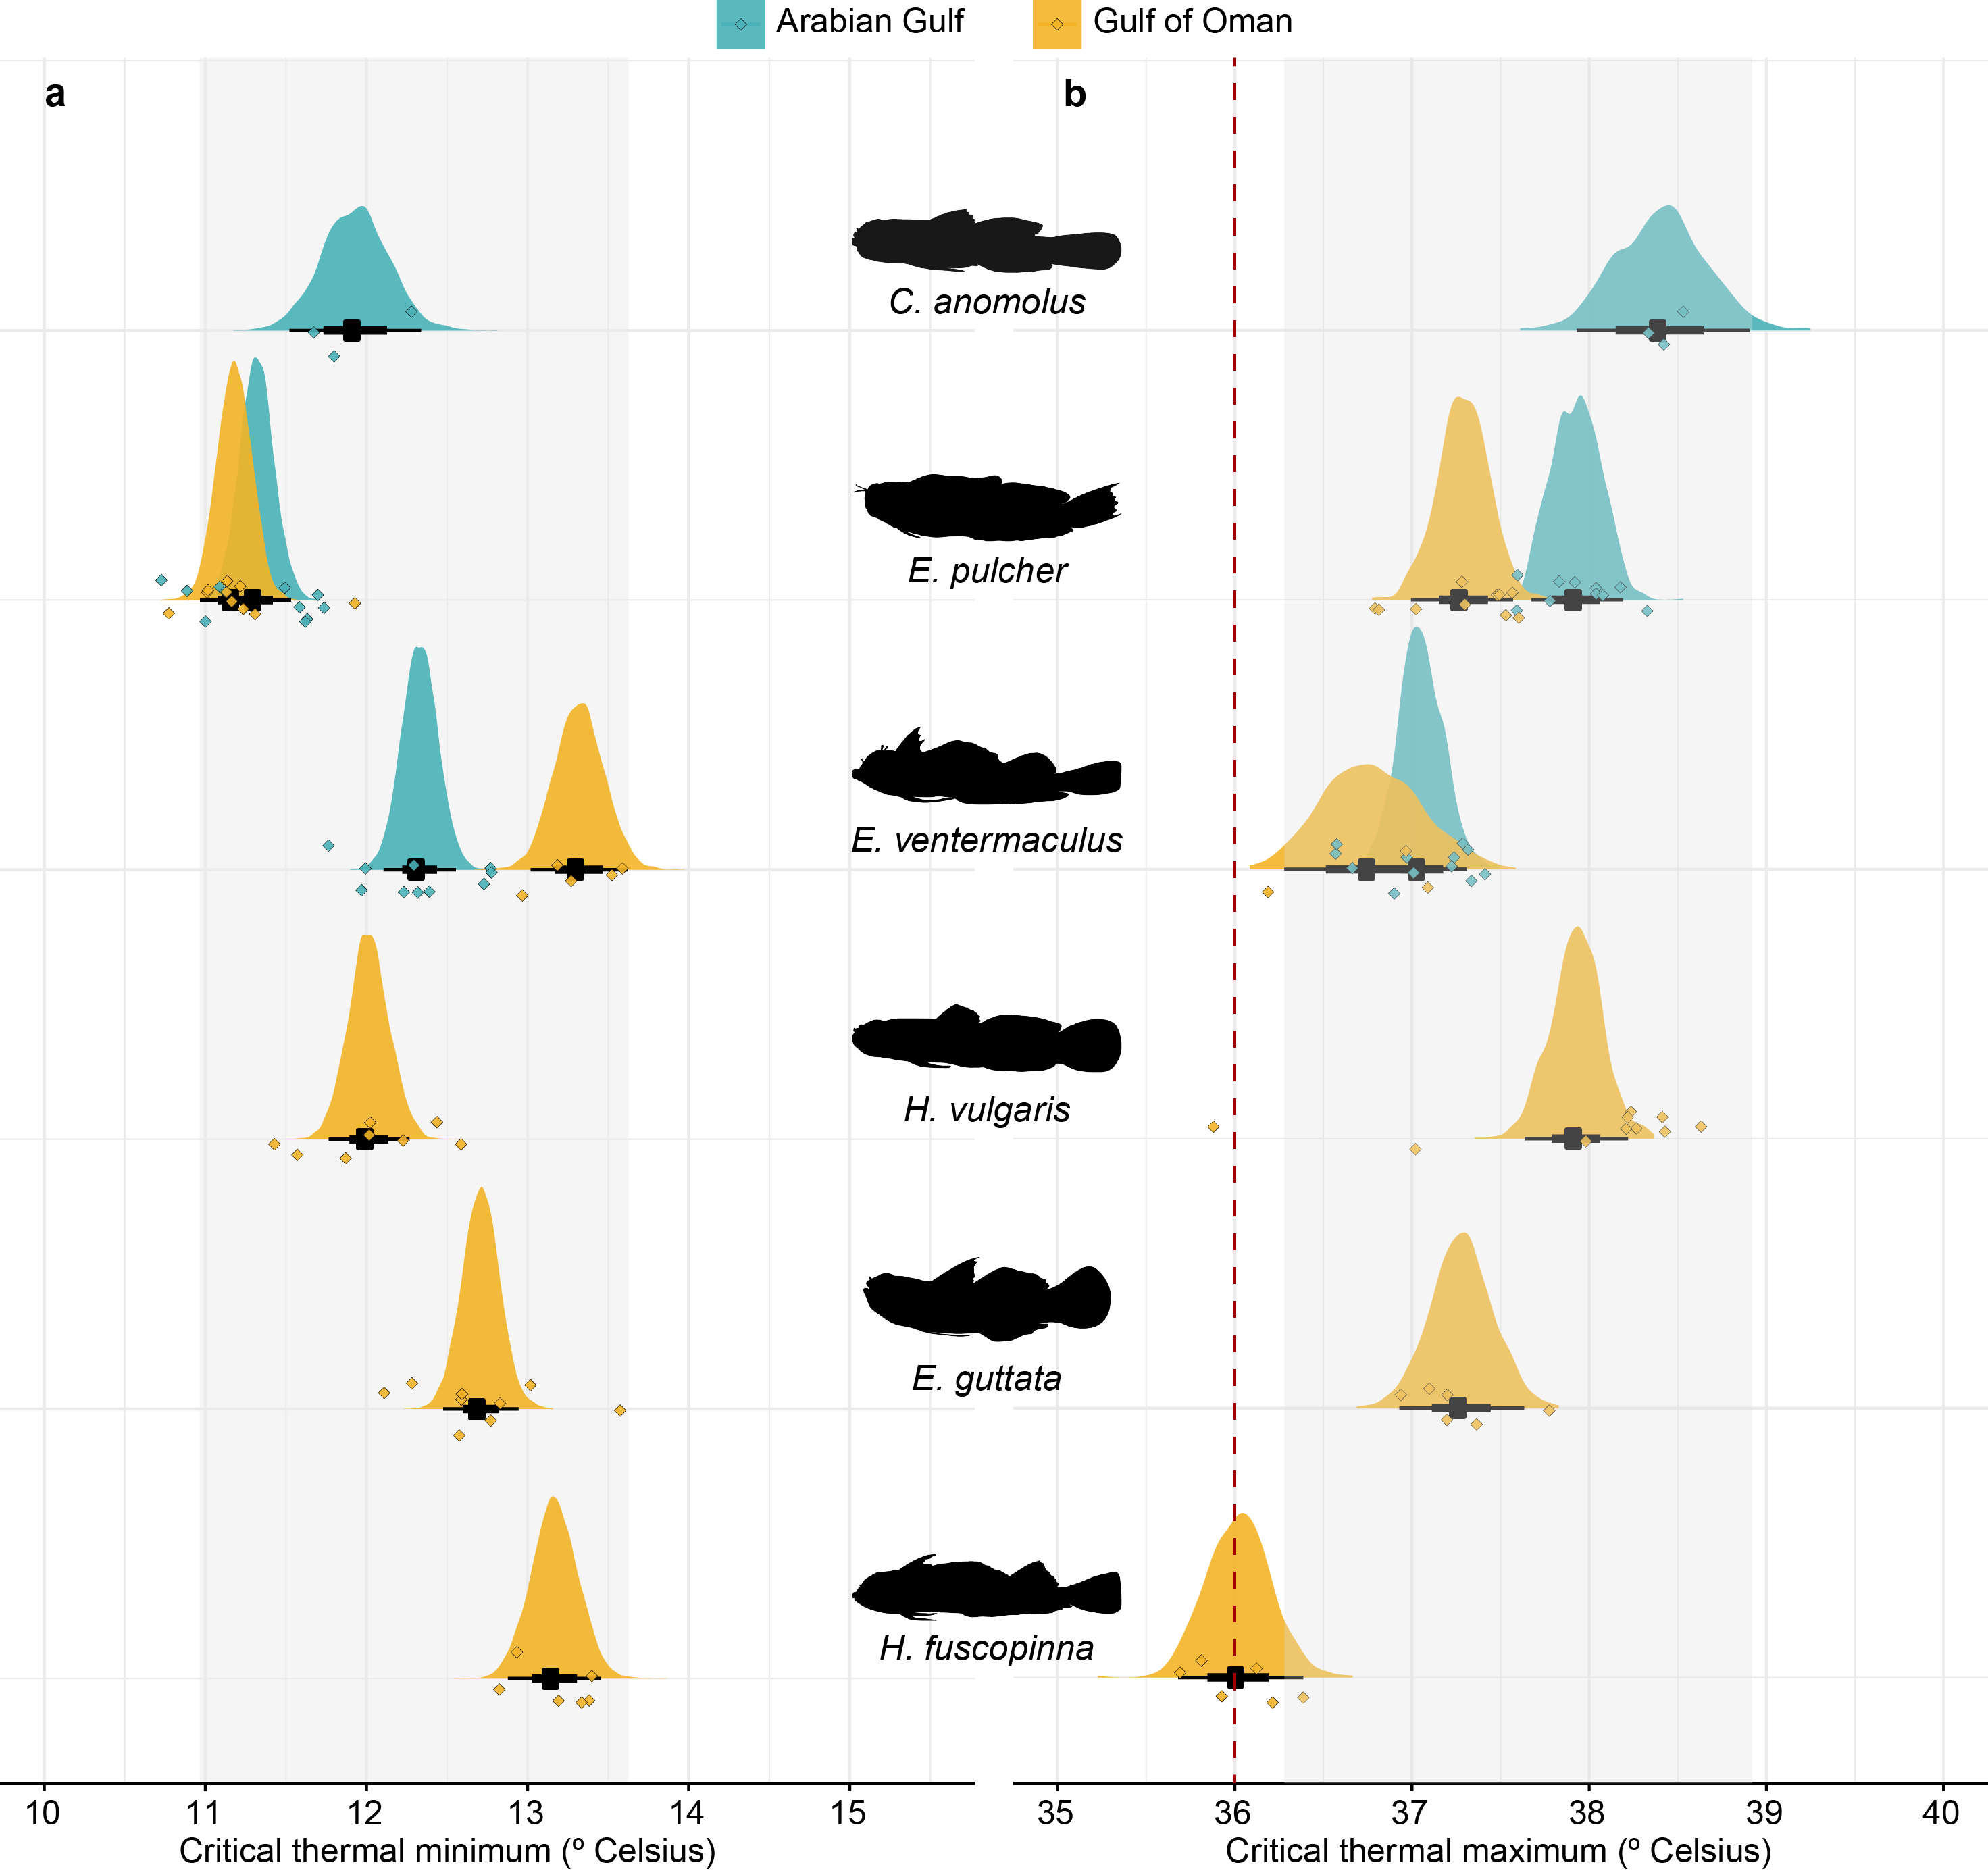 Arabian Gulf Gulf of Oman
a b
C. anomolus
E. pulcher
E. ventermaculus
H. vulgaris
E. guttata
H. fuscopinna
10 11 12 13 14 15 35 36 37 38 39 40
Critical thermal minimum (º Celsius) Critical thermal maximum (º Celsius)